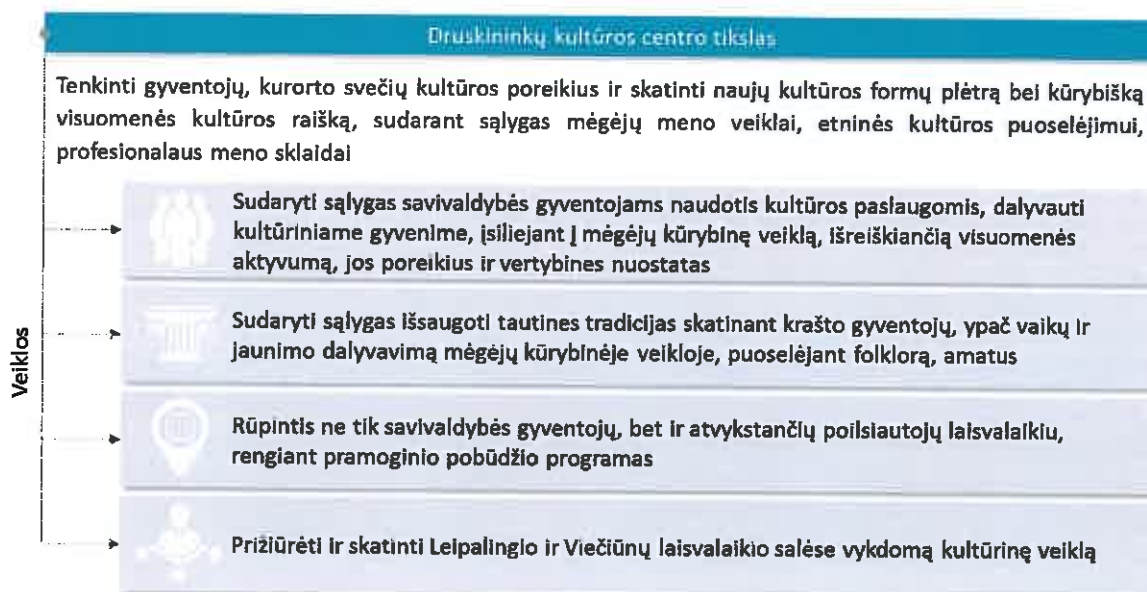 Druskininkų kultūros centro tikslas
Tenkinti gyventojų, kurorto svečių kultūros poreikius ir skatinti naujų kultūros formų plėtrą bei kūrybišką
visuomenės kultūros raišką, sudarant sąlygas mėgėjų meno veiklai, etninės kultūros puoselėjimui,
profesionalaus meno sklaidai
Veiklos
Sudaryti sąlygas savivaldybės gyventojams naudotis kultūros paslaugomis, dalyvauti
kultūriniame gyvenime, įsiliejant į mėgėjų kūrybinę veiklą, išreiškiančią visuomenės
aktyvumą, jos poreikius ir vertybines nuostatas
Sudaryti sąlygas išsaugoti tautines tradicijas skatinant krašto gyventojų, ypač vaikų ir
jaunimo dalyvavimą mėgėjų kūrybinėje veikloje, puoselėjant folklorą, amatus
Rūpintis ne tik savivaldybės gyventojų, bet ir atvykstančių poilsiautojų laisvalaikiu,
rengiant pramoginio pobūdžio programas
Prižiūrėti ir skatinti Leipalingio ir Viečiūnų laisvalaikio salėse vykdomą kultūrinę veiklą